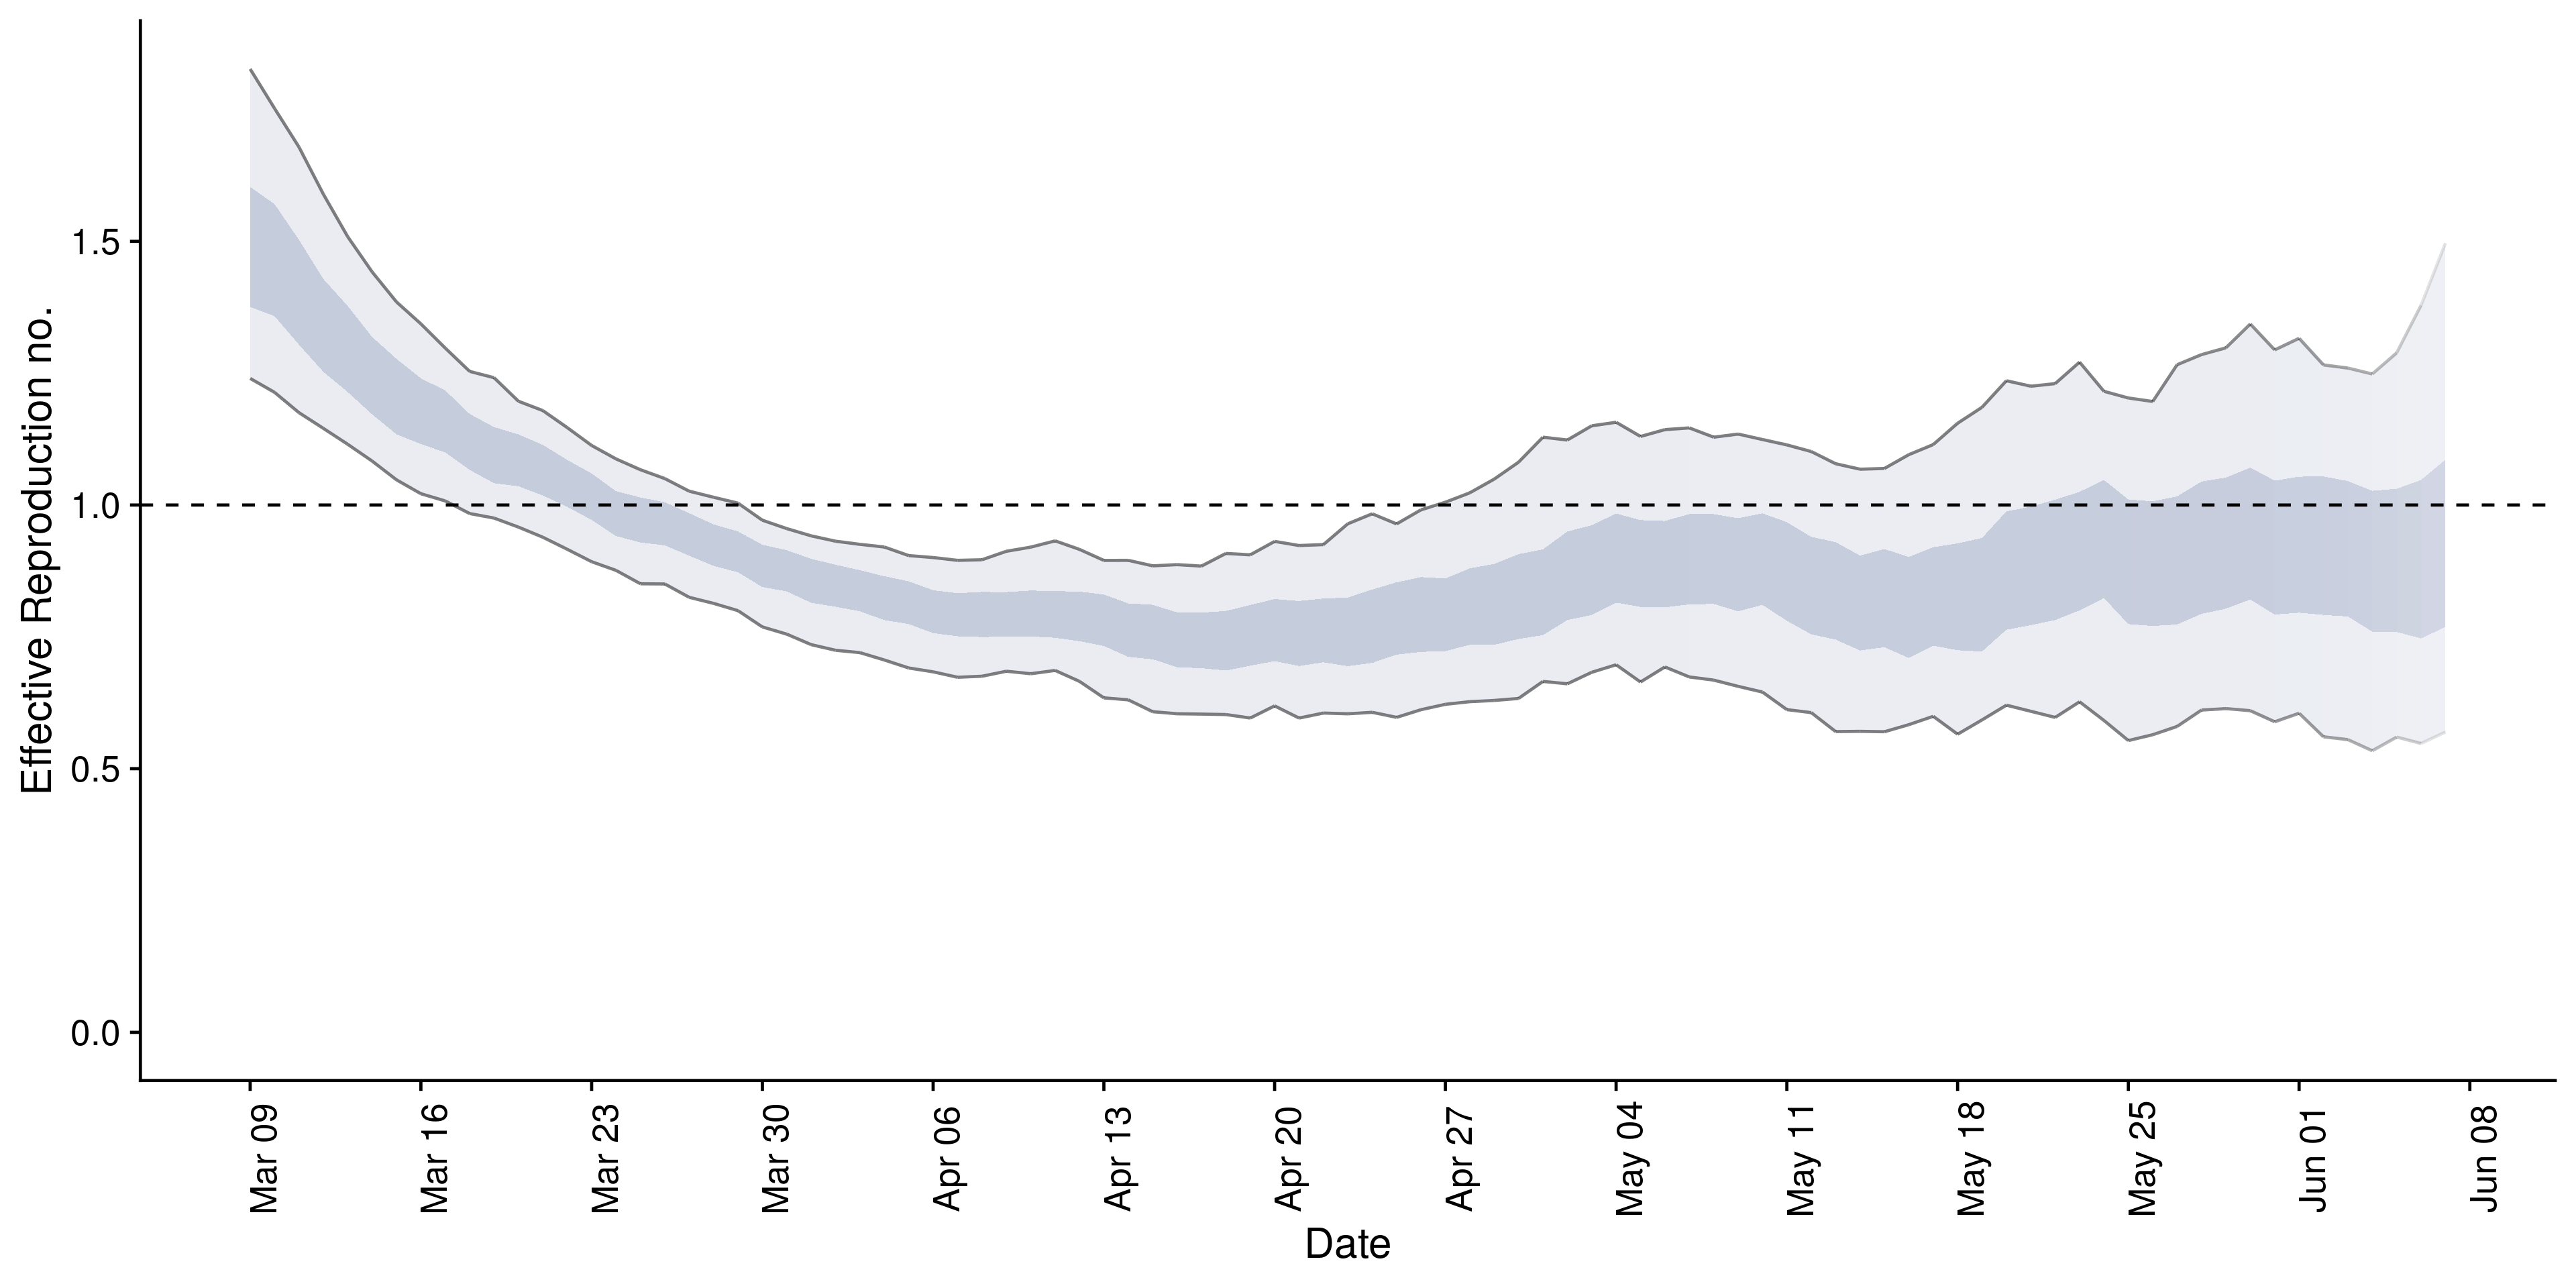 Effective Reproduction no.
1.5
1.0
0.5
0.0
Mar 09
Mar 16
Mar 23
Mar 30
Apr 06
Apr 13
Apr 20
Apr 27
May 04
May 11
May 18
May 25
Jun 01
Jun 08
Date